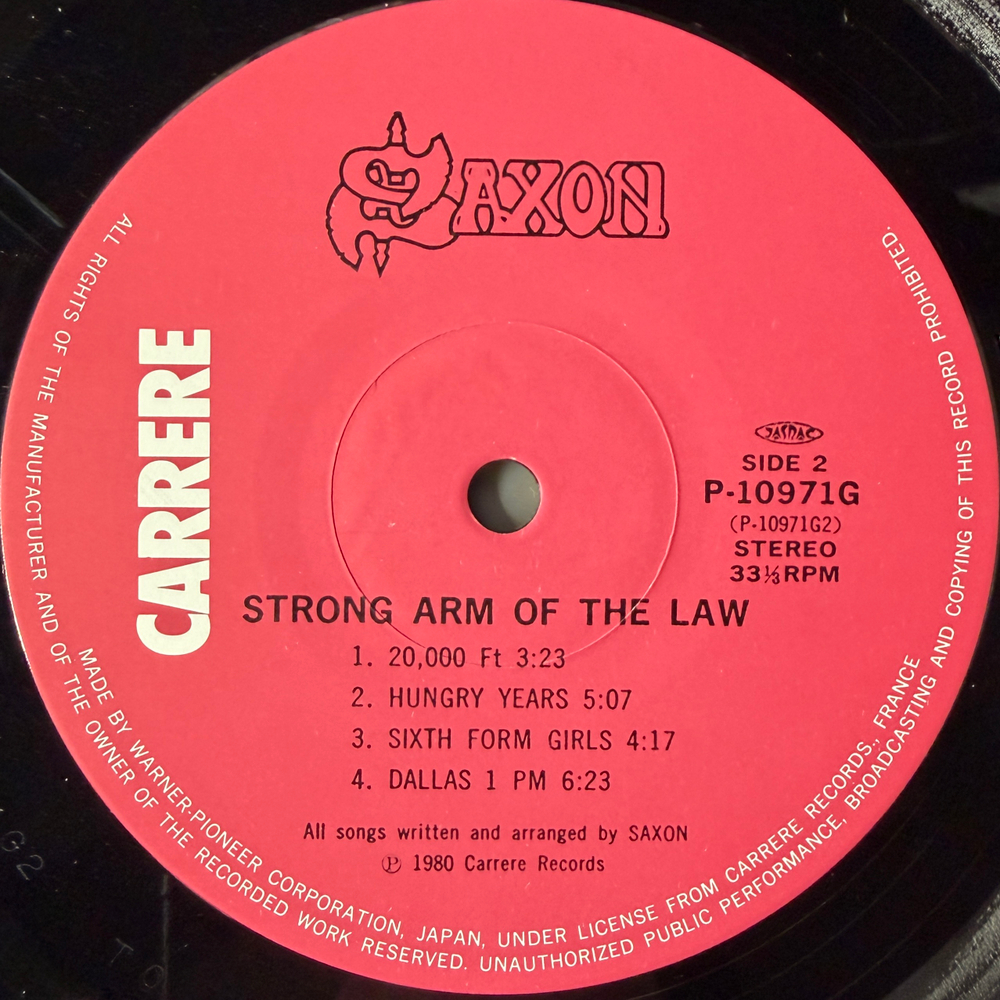 SAXON
CARRERE
JASRAC
SIDE 2
P-10971G
(P-10971G2)
STEREO
33⅓RPM
STRONG ARM OF THE LAW
1. 20,000 Ft 3:23
2. HUNGRY YEARS 5:07
3. SIXTH FORM GIRLS 4:17
4. DALLAS 1 PM 6:23
All songs written and arranged by SAXON
Ⓟ 1980 Carrere Records
MADE BY WARNER-PIONEER CORPORATION, JAPAN, UNDER LICENSE FROM CARRERE RECORDS., FRANCE
ALL RIGHTS OF THE MANUFACTURER AND OF THE OWNER OF THE RECORDED WORK RESERVED. UNAUTHORIZED PUBLIC PERFORMANCE, BROADCASTING AND COPYING OF THIS RECORD PROHIBITED.